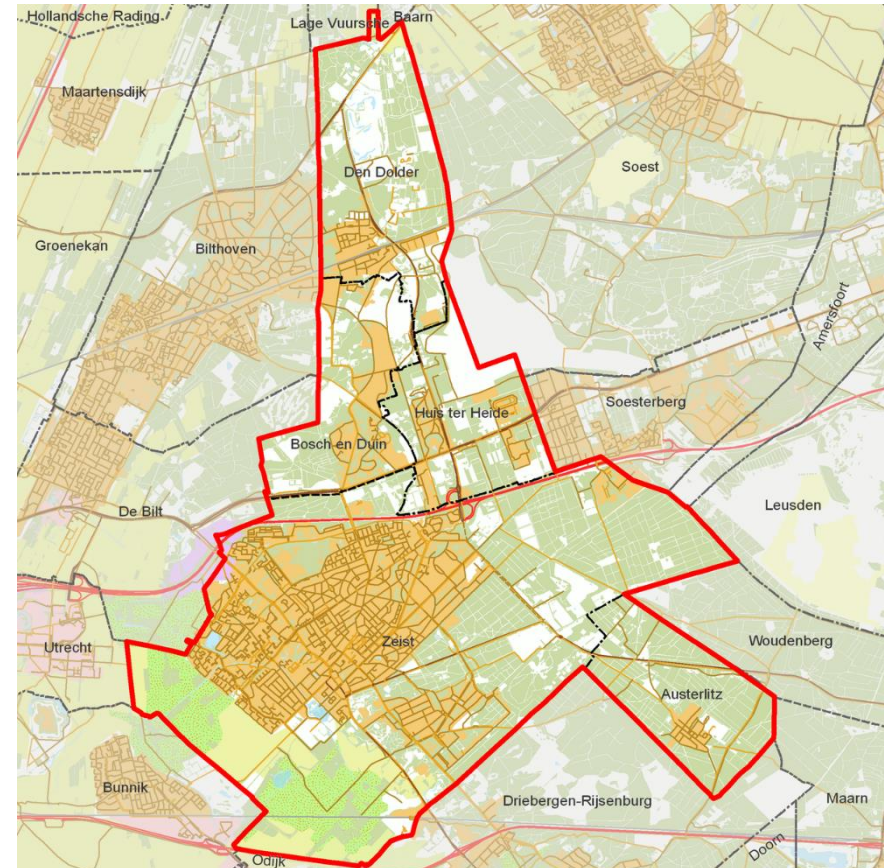 Hollandsche Rading
Lage Vuursche
Baarn
Maartensdijk
Den Dolder
Soest
Groenekan
Bilthoven
Amersfoort
Huis ter Heide
Soesterberg
Bosch en Duin
De Bilt
Leusden
Utrecht
Zeist
Woudenberg
Austerlitz
Bunnik
Driebergen-Rijsenburg
Maarn
Doorn
Odijk